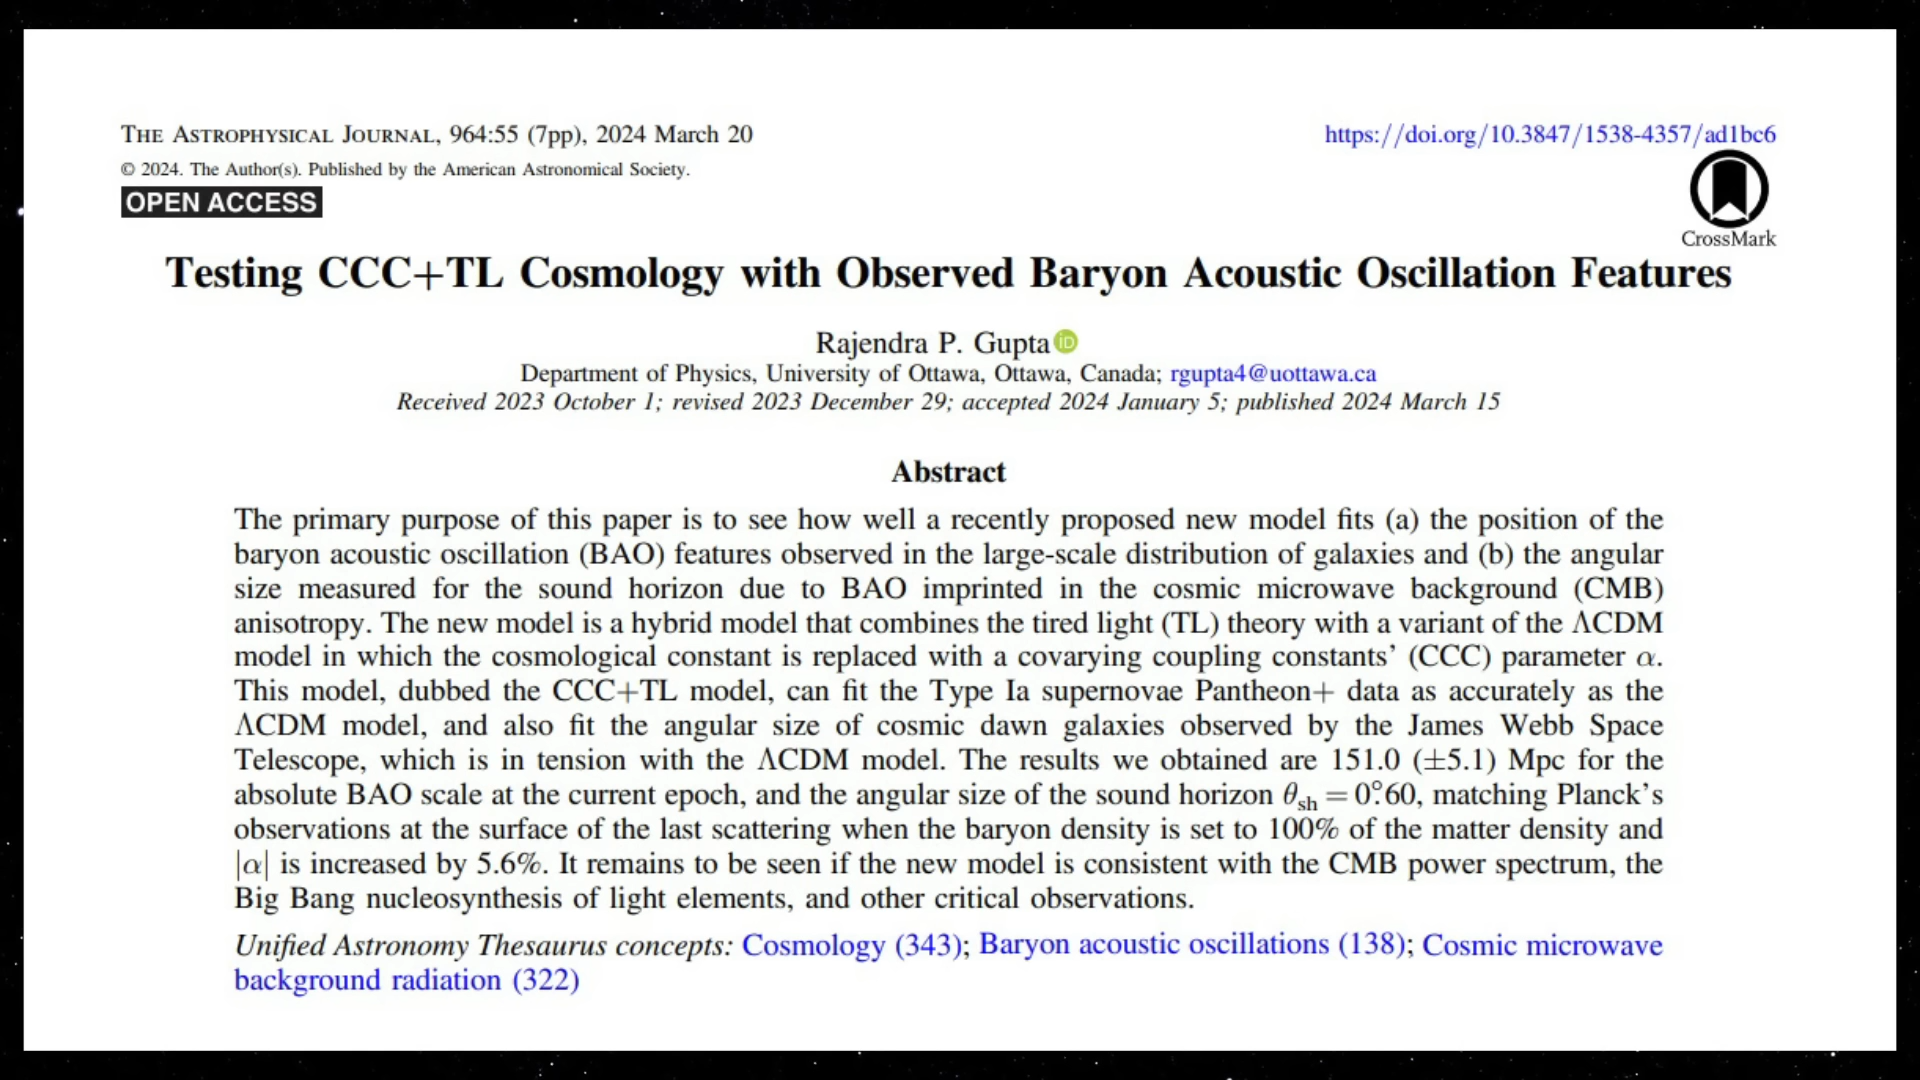 THE ASTROPHYSICAL JOURNAL, 964:55 (7pp), 2024 March 20
https://doi.org/10.3847/1538-4357/ad1bc6
© 2024. The Author(s). Published by the American Astronomical Society.
OPEN ACCESS
CrossMark
Testing CCC+TL Cosmology with Observed Baryon Acoustic Oscillation Features
Rajendra P. Gupta iD
Department of Physics, University of Ottawa, Ottawa, Canada; rgupta4@uottawa.ca
Received 2023 October 1; revised 2023 December 29; accepted 2024 January 5; published 2024 March 15
Abstract
The primary purpose of this paper is to see how well a recently proposed new model fits (a) the position of the
baryon acoustic oscillation (BAO) features observed in the large-scale distribution of galaxies and (b) the angular
size measured for the sound horizon due to BAO imprinted in the cosmic microwave background (CMB)
anisotropy. The new model is a hybrid model that combines the tired light (TL) theory with a variant of the ΛCDM
model in which the cosmological constant is replaced with a covarying coupling constants’ (CCC) parameter α.
This model, dubbed the CCC+TL model, can fit the Type Ia supernovae Pantheon+ data as accurately as the
ΛCDM model, and also fit the angular size of cosmic dawn galaxies observed by the James Webb Space
Telescope, which is in tension with the ΛCDM model. The results we obtained are 151.0 (±5.1) Mpc for the
absolute BAO scale at the current epoch, and the angular size of the sound horizon θsh = 0°.60, matching Planck’s
observations at the surface of the last scattering when the baryon density is set to 100% of the matter density and
|α| is increased by 5.6%. It remains to be seen if the new model is consistent with the CMB power spectrum, the
Big Bang nucleosynthesis of light elements, and other critical observations.
Unified Astronomy Thesaurus concepts: Cosmology (343); Baryon acoustic oscillations (138); Cosmic microwave
background radiation (322)